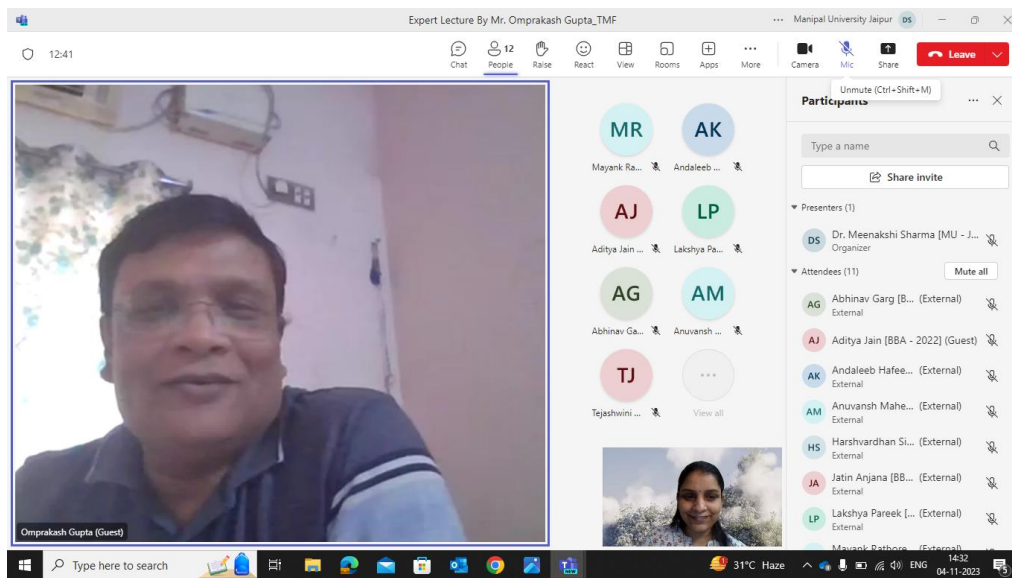 Expert Lecture By Mr. Omprakash Gupta_TMF
Manipal University Jaipur DS
12:41
Chat
12
People
Raise
React
View
Rooms
Apps
More
Camera
Mic
Share
Leave
Unmute (Ctrl+Shift+M)
Omprakash Gupta (Guest)
MR
Mayank Ra...
AK
Andaleeb ...
AJ
Aditya Jain ...
LP
Lakshya Pa...
AG
Abhinav Ga...
AM
Anuvansh ...
TJ
Tejashwini ...
View all
Participants
Type a name
Share invite
Presenters (1)
DS Dr. Meenakshi Sharma [MU - J...
Organizer
Attendees (11) Mute all
AG Abhinav Garg [B... (External)
External
AJ Aditya Jain [BBA - 2022] (Guest)
AK Andaleeb Hafee... (External)
External
AM Anuvansh Mahe... (External)
External
HS Harshvardhan Si... (External)
External
JA Jatin Anjana [BB... (External)
External
LP Lakshya Pareek [... (External)
External
Mayank Rathore... (External)
Type here to search
31°C Haze
ENG
14:32
04-11-2023
5